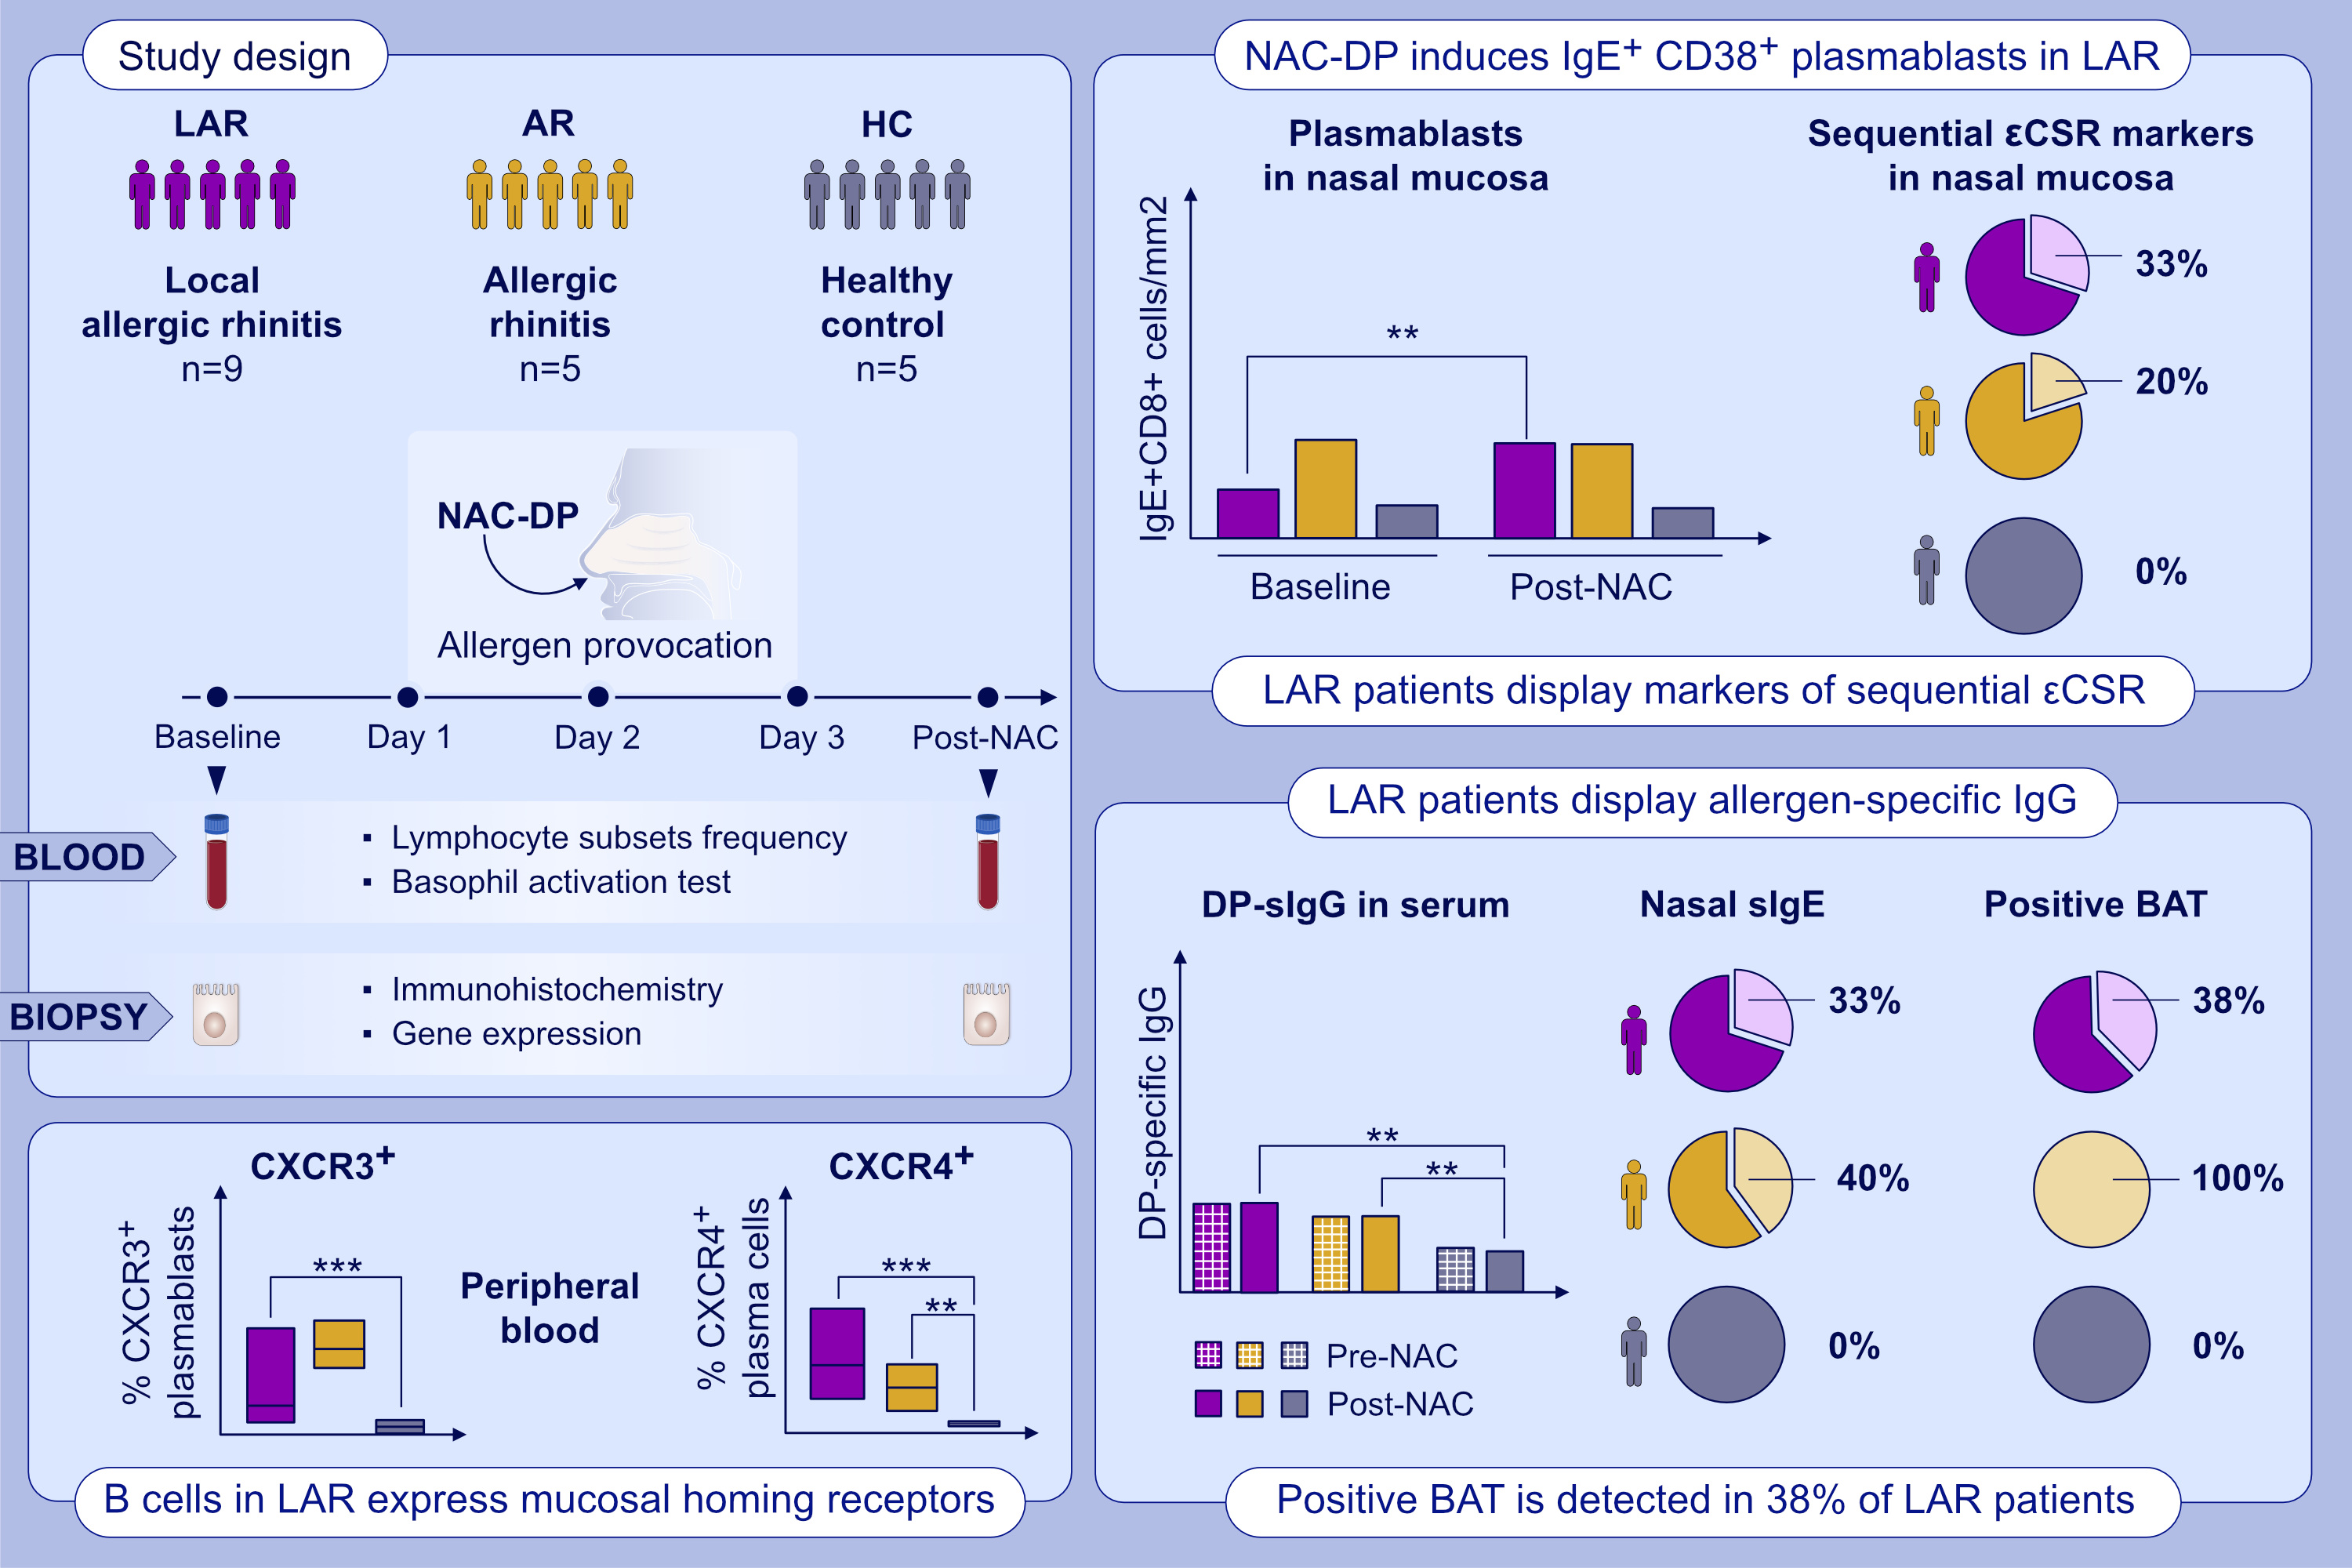 Study design
LAR
AR
HC
Local
allergic rhinitis
n=9
Allergic
rhinitis
n=5
Healthy
control
n=5
NAC-DP
Allergen provocation
Baseline
Day 1
Day 2
Day 3
Post-NAC
BLOOD
▪ Lymphocyte subsets frequency
▪ Basophil activation test
BIOPSY
▪ Immunohistochemistry
▪ Gene expression
CXCR3⁺
% CXCR3⁺
plasmablasts
***
Peripheral
blood
CXCR4⁺
% CXCR4⁺
plasma cells
***
**
B cells in LAR express mucosal homing receptors
NAC-DP induces IgE⁺ CD38⁺ plasmablasts in LAR
Plasmablasts
in nasal mucosa
IgE+CD8+ cells/mm2
**
Baseline
Post-NAC
Sequential εCSR markers
in nasal mucosa
33%
20%
0%
LAR patients display markers of sequential εCSR
LAR patients display allergen-specific IgG
DP-sIgG in serum
DP-specific IgG
**
**
Pre-NAC
Post-NAC
Nasal sIgE
33%
40%
0%
Positive BAT
38%
100%
0%
Positive BAT is detected in 38% of LAR patients